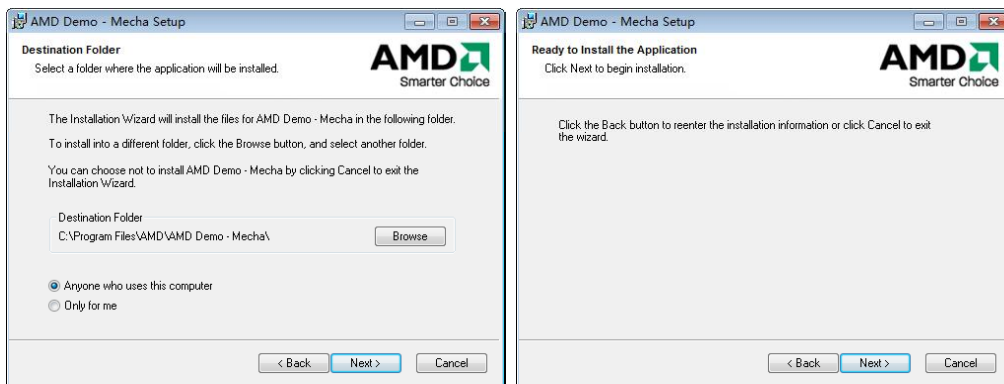 AMD Demo - Mecha Setup
Destination Folder
Select a folder where the application will be installed.
AMD
Smarter Choice
The Installation Wizard will install the files for AMD Demo - Mecha in the following folder.
To install into a different folder, click the Browse button, and select another folder.
You can choose not to install AMD Demo - Mecha by clicking Cancel to exit the
Installation Wizard.
Destination Folder
C:\Program Files\AMD\AMD Demo - Mecha\
Browse
Anyone who uses this computer
Only for me
< Back
Next >
Cancel
AMD Demo - Mecha Setup
Ready to Install the Application
Click Next to begin installation.
AMD
Smarter Choice
Click the Back button to reenter the installation information or click Cancel to exit
the wizard.
< Back
Next >
Cancel